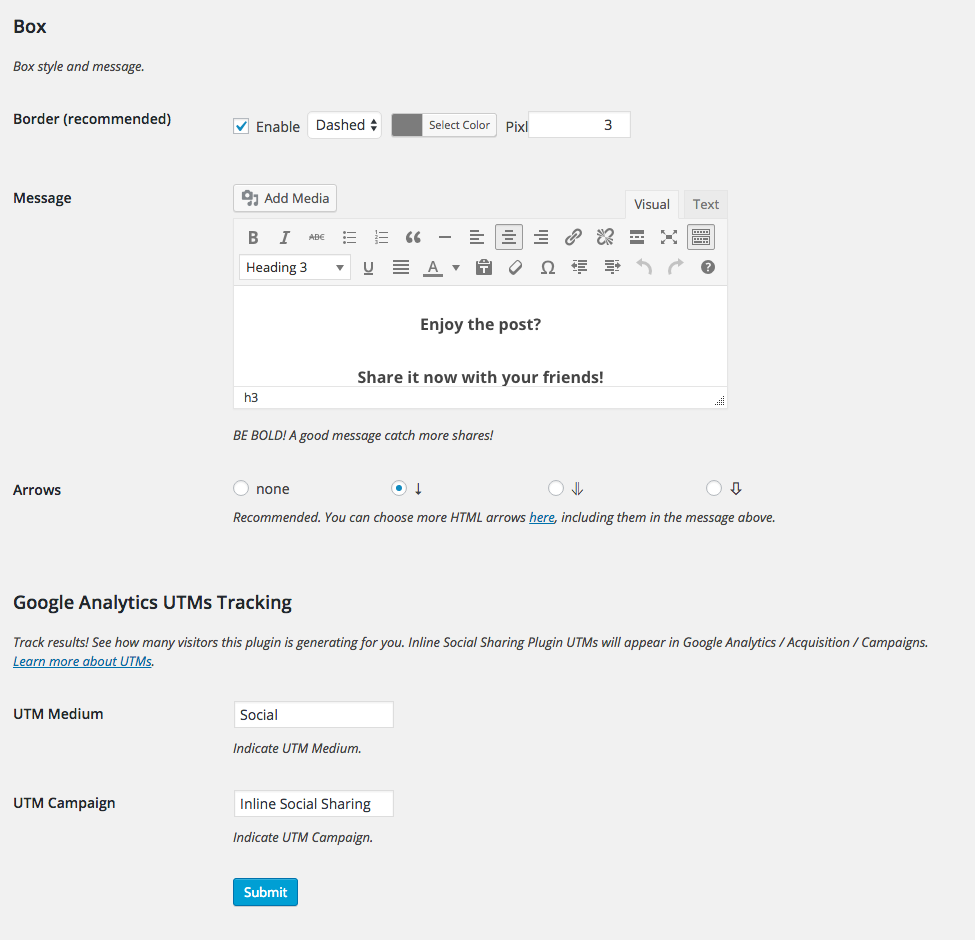 Box
Box style and message.
Border (recommended)
Enable
Dashed
Select Color
Pixl
3
Message
Add Media
Visual
Text
B I ABC
Heading 3
U
A
T
Ω
?
Enjoy the post?
Share it now with your friends!
h3
BE BOLD! A good message catch more shares!
Arrows
none
↓
⇓
⇩
Recommended. You can choose more HTML arrows here, including them in the message above.
Google Analytics UTMs Tracking
Track results! See how many visitors this plugin is generating for you. Inline Social Sharing Plugin UTMs will appear in Google Analytics / Acquisition / Campaigns.
Learn more about UTMs.
UTM Medium
Social
Indicate UTM Medium.
UTM Campaign
Inline Social Sharing
Indicate UTM Campaign.
Submit